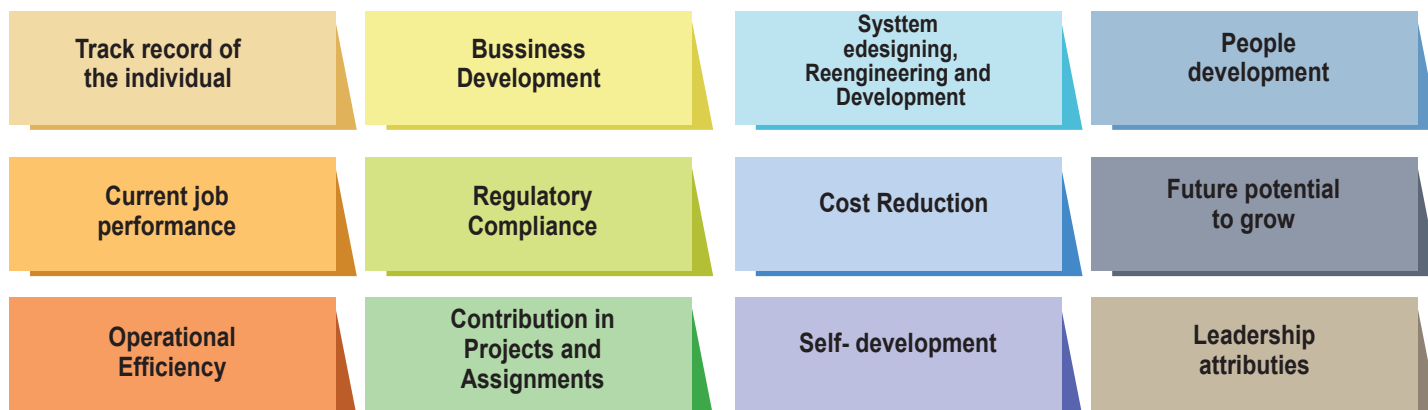 Track record of
the individual
Bussiness
Development
Systtem
edesigning,
Reengineering and
Development
People
development
Current job
performance
Regulatory
Compliance
Cost Reduction
Future potential
to grow
Operational
Efficiency
Contribution in
Projects and
Assignments
Self- development
Leadership
attributies